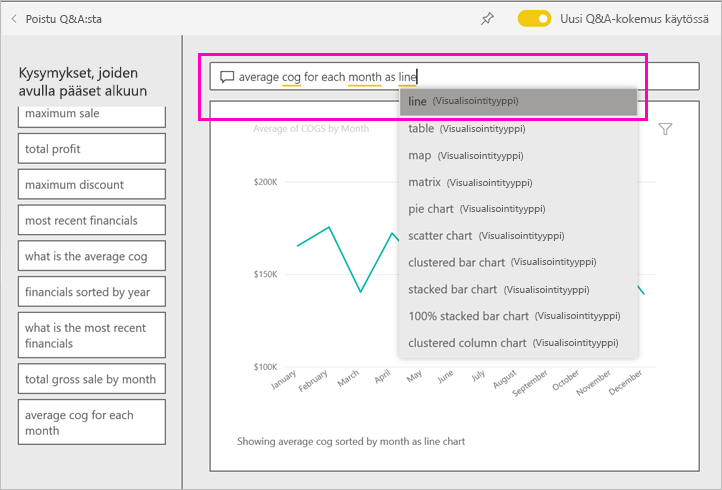 Poistu Q&A:sta
Uusi Q&A-kokemus käytössä
Kysymykset, joiden
avulla pääset alkuun
maximum sale
total profit
maximum discount
most recent financials
what is the average cog
financials sorted by year
what is the most recent
financials
total gross sale by month
average cog for each
month
average cog for each month as line
line (Visualisointityyppi)
table (Visualisointityyppi)
map (Visualisointityyppi)
matrix (Visualisointityyppi)
pie chart (Visualisointityyppi)
scatter chart (Visualisointityyppi)
clustered bar chart (Visualisointityyppi)
stacked bar chart (Visualisointityyppi)
100% stacked bar chart (Visualisointityyppi)
clustered column chart (Visualisointityyppi)
Average of COGS by Month
$200K
$150K
$100K
January
February
March
April
May
June
July
August
September
October
November
December
Showing average cog sorted by month as line chart